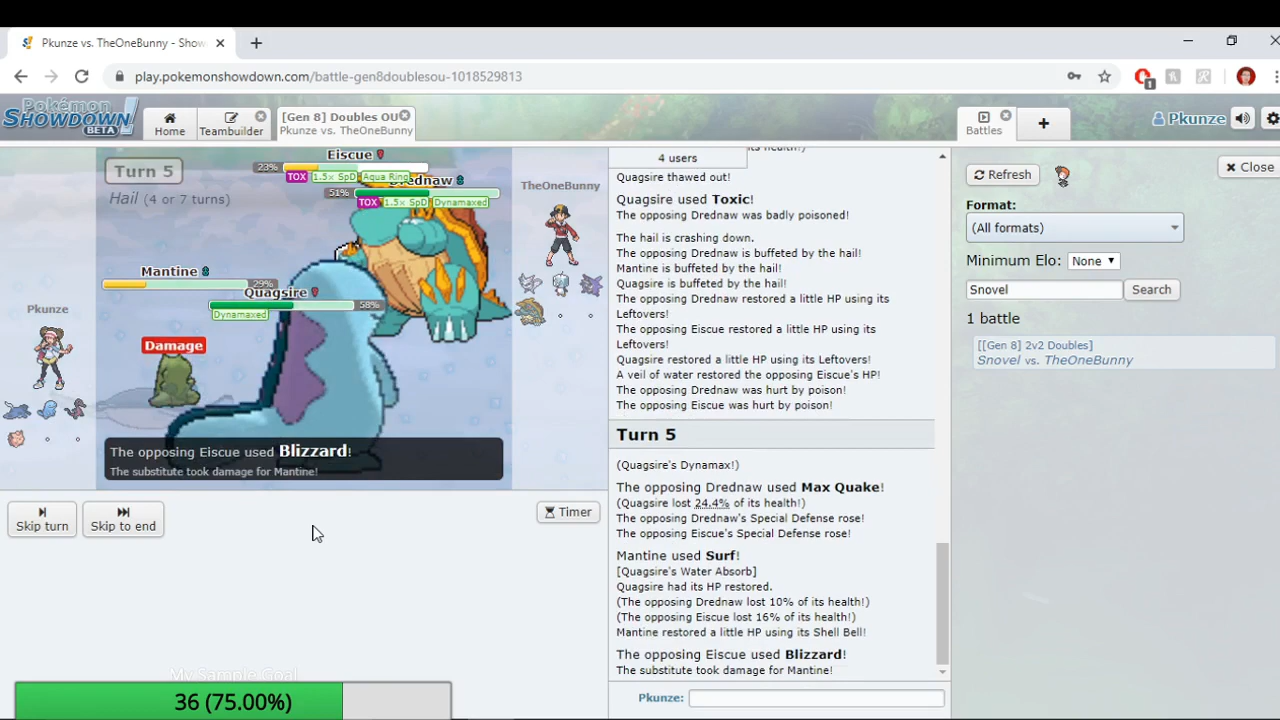 Pkunze vs. TheOneBunny - Show
play.pokemonshowdown.com/battle-gen8doublesou-1018529813
1
Pokémon
SHOWDOWN!
BETA
Home
Teambuilder
[Gen 8] Doubles OU
Pkunze vs. TheOneBunny
Battles
Pkunze
Turn 5
Hail (4 or 7 turns)
Eiscue
23%
TOX 1.5× SpD Aqua Ring
Drednaw
51%
TOX 1.5× SpD Dynamaxed
Mantine
29%
Quagsire
58%
Dynamaxed
Damage
Pkunze
TheOneBunny
The opposing Eiscue used Blizzard!
The substitute took damage for Mantine!
Skip turn
Skip to end
Timer
My Sample Goal
36 (75.00%)
4 users
its health!)
Quagsire thawed out!
Quagsire used Toxic!
The opposing Drednaw was badly poisoned!
The hail is crashing down.
The opposing Drednaw is buffeted by the hail!
Mantine is buffeted by the hail!
Quagsire is buffeted by the hail!
The opposing Drednaw restored a little HP using its
Leftovers!
The opposing Eiscue restored a little HP using its
Leftovers!
Quagsire restored a little HP using its Leftovers!
A veil of water restored the opposing Eiscue's HP!
The opposing Drednaw was hurt by poison!
The opposing Eiscue was hurt by poison!
Turn 5
(Quagsire's Dynamax!)
The opposing Drednaw used Max Quake!
(Quagsire lost 24.4% of its health!)
The opposing Drednaw's Special Defense rose!
The opposing Eiscue's Special Defense rose!
Mantine used Surf!
[Quagsire's Water Absorb]
Quagsire had its HP restored.
(The opposing Drednaw lost 10% of its health!)
(The opposing Eiscue lost 16% of its health!)
Mantine restored a little HP using its Shell Bell!
The opposing Eiscue used Blizzard!
The substitute took damage for Mantine!
Pkunze:
Refresh
Close
Format:
(All formats)
Minimum Elo: None
Snovel
Search
1 battle
[[Gen 8] 2v2 Doubles]
Snovel vs. TheOneBunny